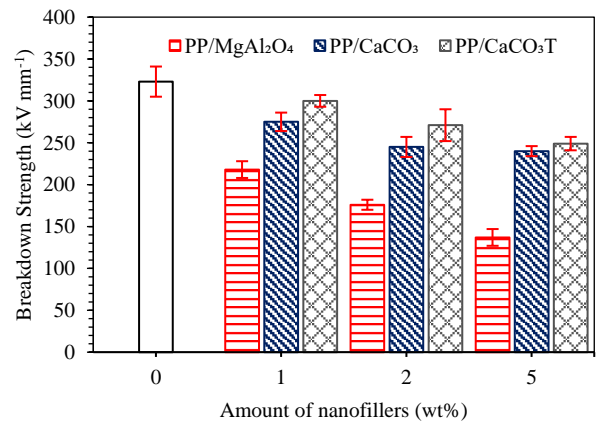 400
350
300
250
200
150
100
50
0
Breakdown Strength (kV mm⁻¹)
PP/MgAl₂O₄ PP/CaCO₃ PP/CaCO₃T
0 1 2 5
Amount of nanofillers (wt%)